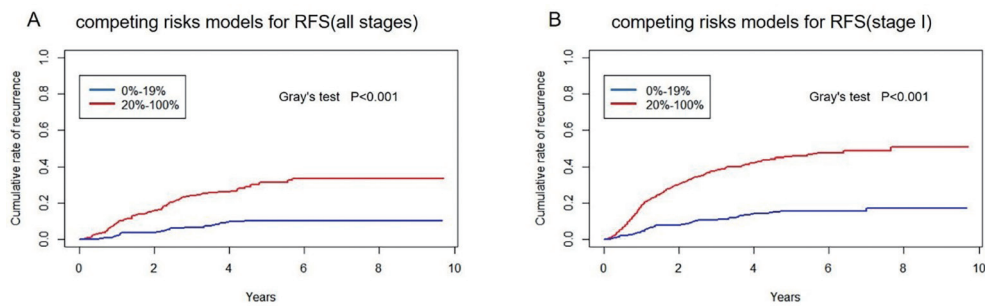 A
competing risks models for RFS(all stages)
Cumulative rate of recurrence
0.0 0.2 0.4 0.6 0.8 1.0
0%-19%
20%-100%
Gray's test P<0.001
0 2 4 6 8 10
Years
B
competing risks models for RFS(stage I)
Cumulative rate of recurrence
0.0 0.2 0.4 0.6 0.8 1.0
0%-19%
20%-100%
Gray's test P<0.001
0 2 4 6 8 10
Years